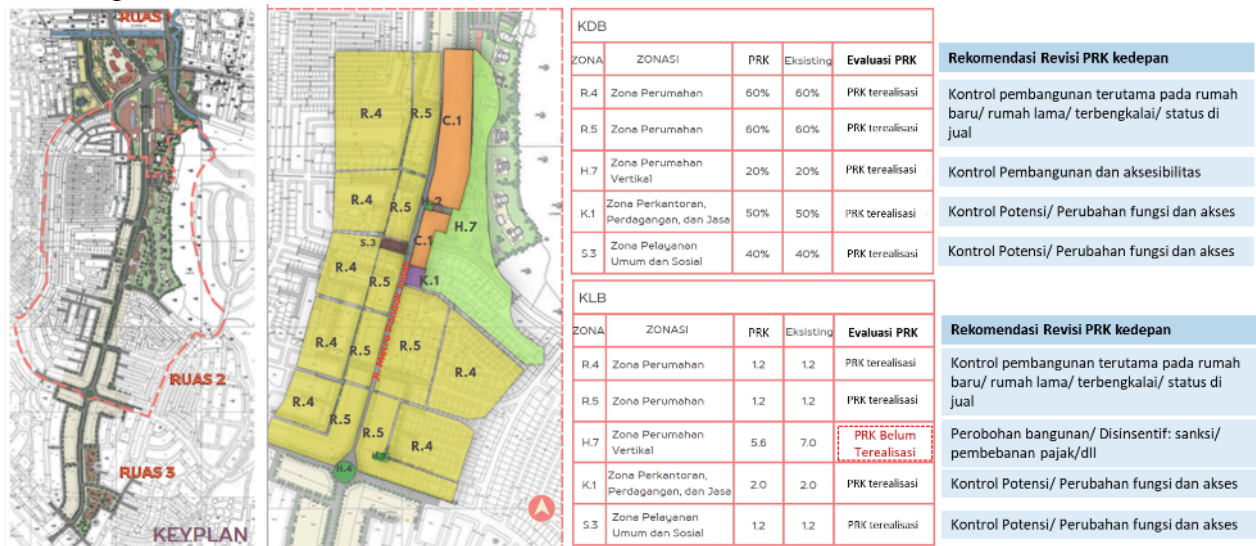 RUAS 1
RUAS 2
RUAS 3
KEYPLAN
R.4
R.5
C.1
R.4
R.5
H.2
H.7
S.3
C.1
R.4
R.5
K.1
R.4
R.5
R.5
R.4
R.4
R.5
R.5
R.4
H.4
KDB
ZONA ZONASI PRK Eksisting Evaluasi PRK
R.4 Zona Perumahan 60% 60% PRK terealisasi
R.5 Zona Perumahan 60% 60% PRK terealisasi
H.7 Zona Perumahan Vertikal 20% 20% PRK terealisasi
K.1 Zona Perkantoran, Perdagangan, dan Jasa 50% 50% PRK terealisasi
S.3 Zona Pelayanan Umum dan Sosial 40% 40% PRK terealisasi
Rekomendasi Revisi PRK kedepan
Kontrol pembangunan terutama pada rumah
baru/ rumah lama/ terbengkalai/ status di
jual
Kontrol Pembangunan dan aksesibilitas
Kontrol Potensi/ Perubahan fungsi dan akses
Kontrol Potensi/ Perubahan fungsi dan akses
KLB
ZONA ZONASI PRK Eksisting Evaluasi PRK
R.4 Zona Perumahan 1.2 1.2 PRK terealisasi
R.5 Zona Perumahan 1.2 1.2 PRK terealisasi
H.7 Zona Perumahan Vertikal 5.6 7.0 PRK Belum Terealisasi
K.1 Zona Perkantoran, Perdagangan, dan Jasa 2.0 2.0 PRK terealisasi
S.3 Zona Pelayanan Umum dan Sosial 1.2 1.2 PRK terealisasi
Rekomendasi Revisi PRK kedepan
Kontrol pembangunan terutama pada rumah
baru/ rumah lama/ terbengkalai/ status di
jual
Perobohan bangunan/ Disinsentif: sanksi/
pembebanan pajak/dll
Kontrol Potensi/ Perubahan fungsi dan akses
Kontrol Potensi/ Perubahan fungsi dan akses